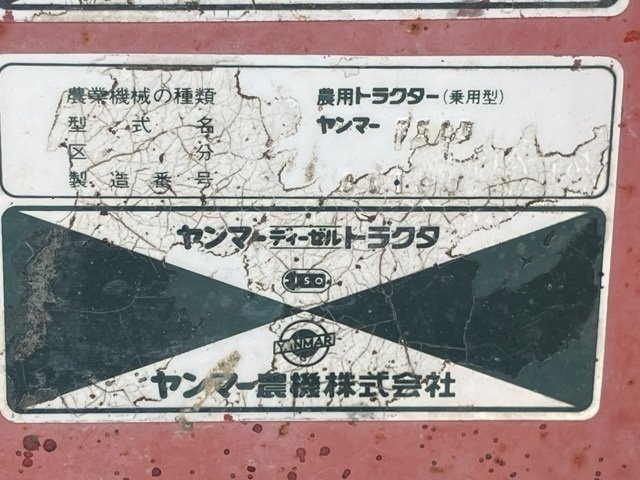 農業機械の種類 農用トラクター(乗用型)
型式名 ヤンマー
区分
製造番号
ヤンマーディーゼルトラクタ
ISO
YANMAR
ヤンマー農機株式会社